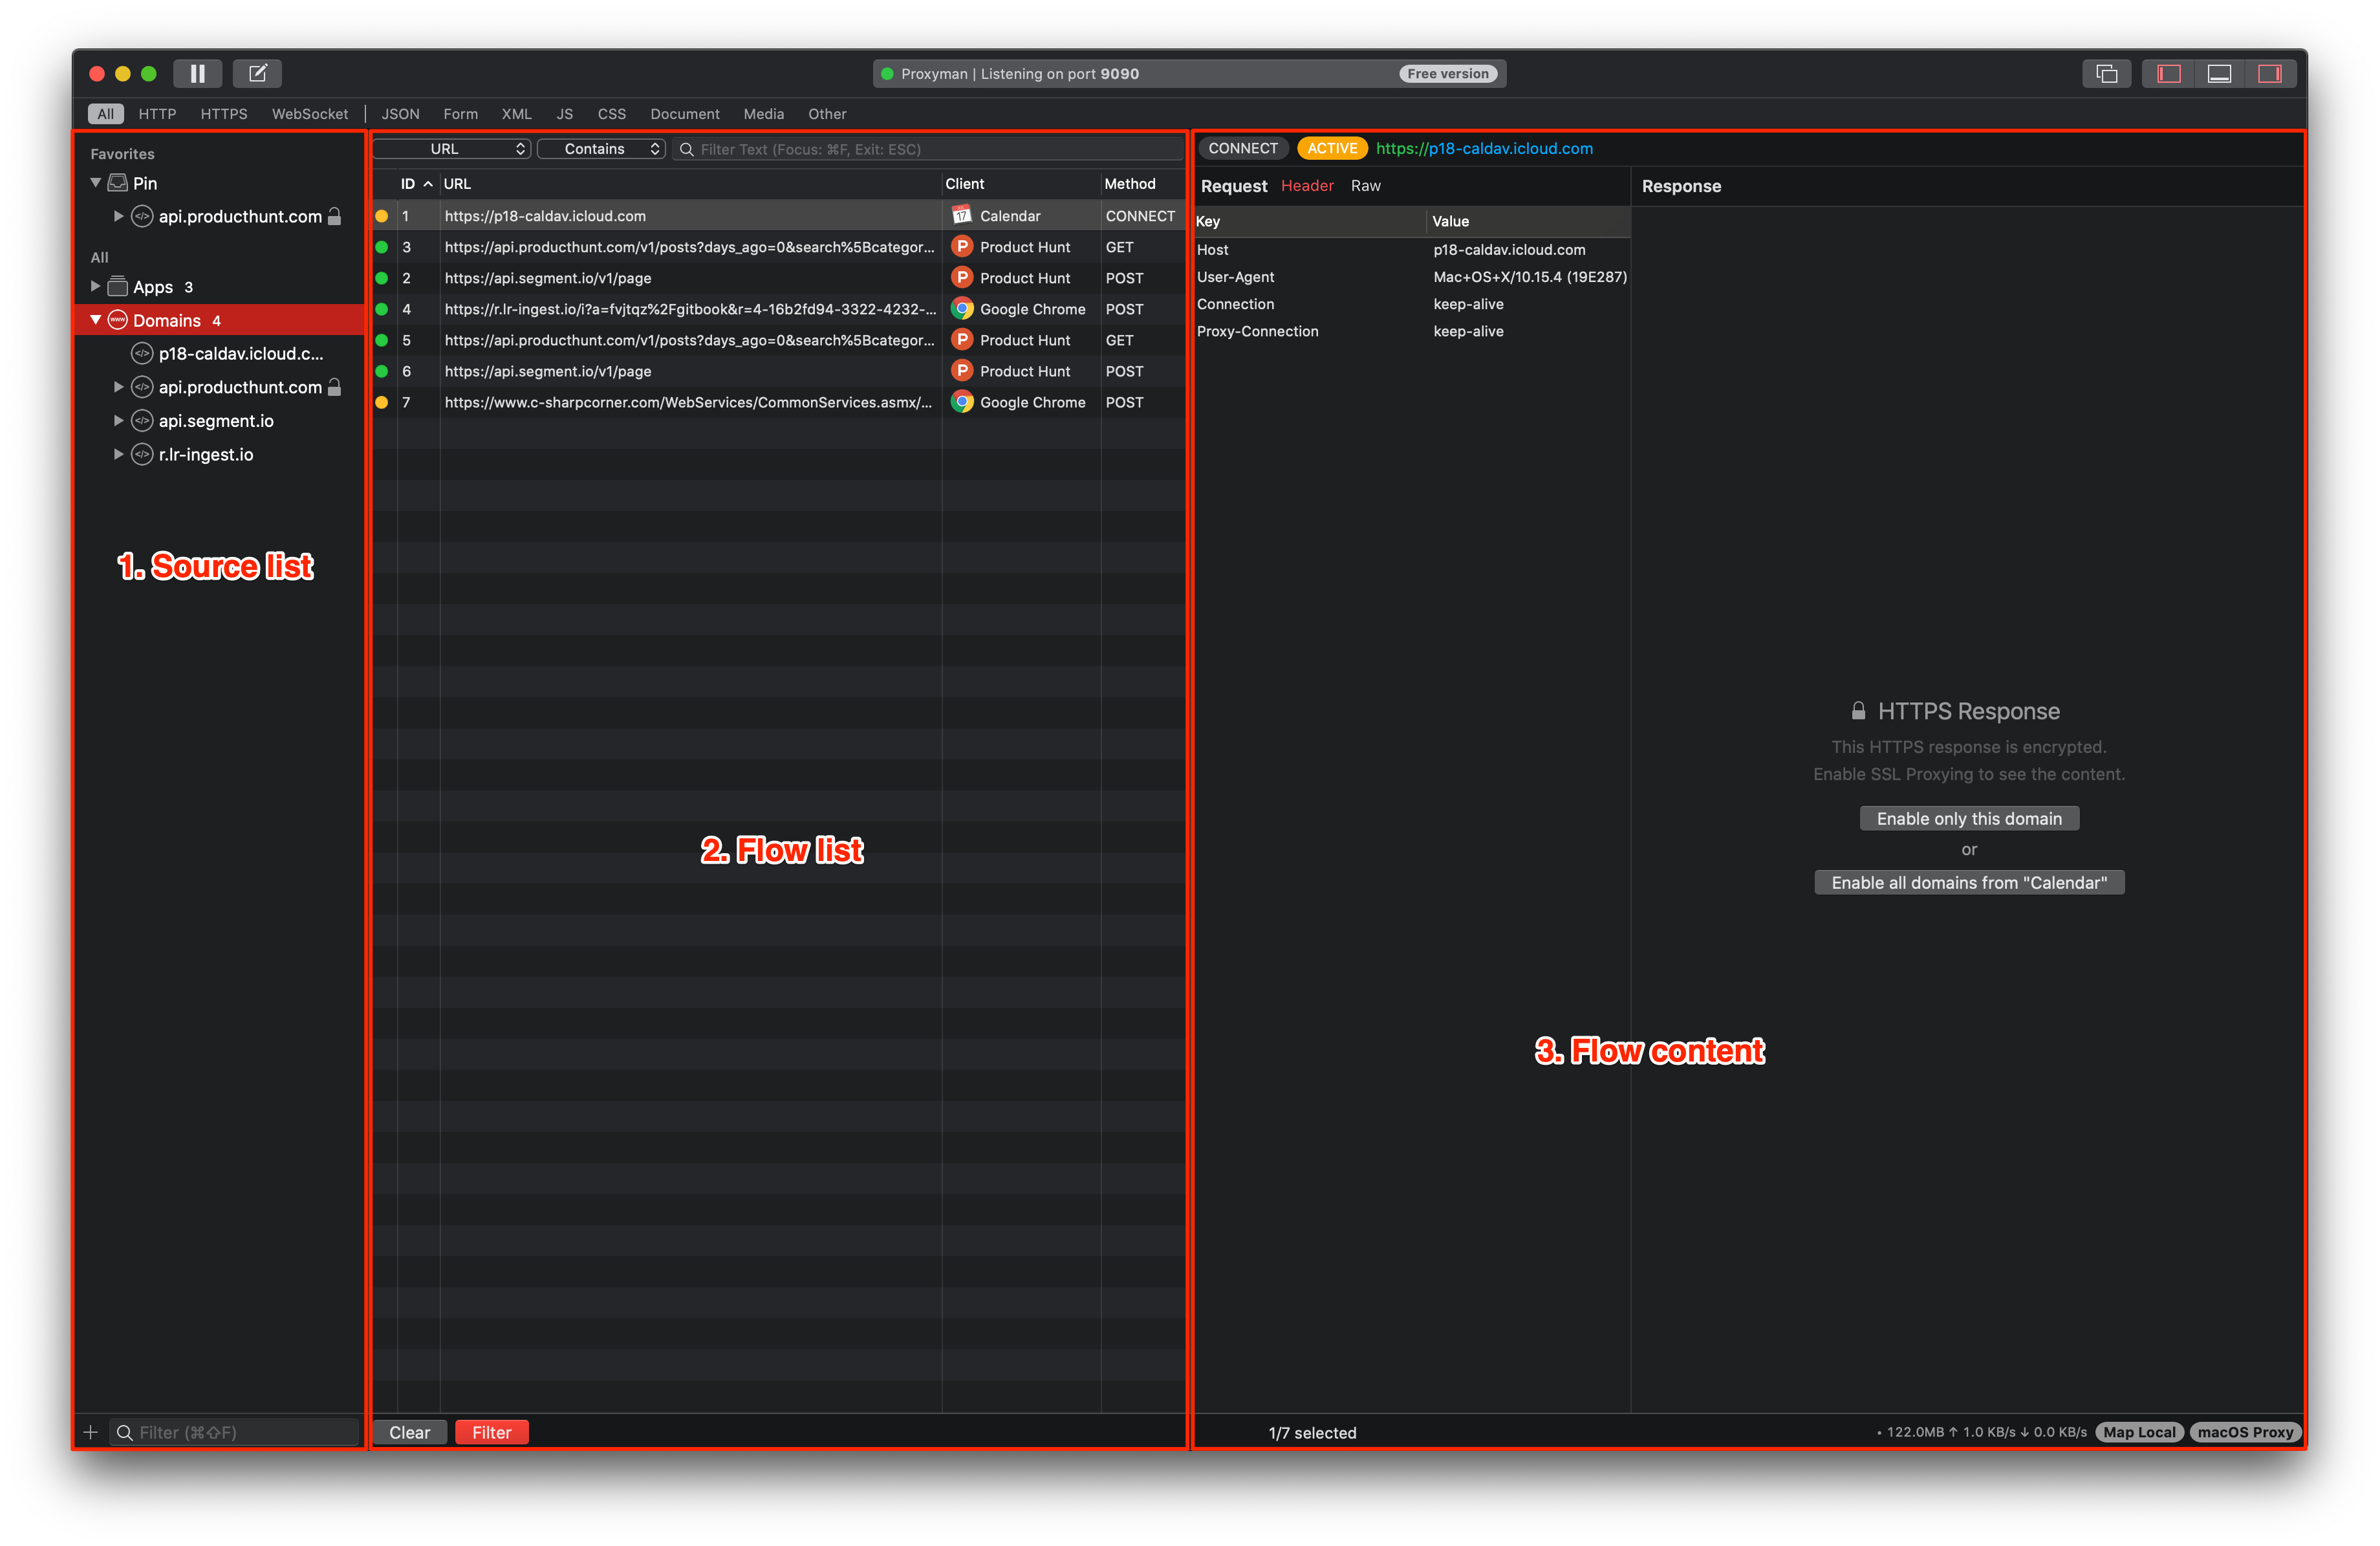 Proxyman | Listening on port 9090 Free version
All HTTP HTTPS WebSocket JSON Form XML JS CSS Document Media Other
Favorites
Pin
api.producthunt.com
All
Apps 3
Domains 4
p18-caldav.icloud.c...
api.producthunt.com
api.segment.io
r.lr-ingest.io
1. Source list
Filter (⌘⇧F)
URL Contains Filter Text (Focus: ⌘F, Exit: ESC)
ID URL Client Method
1 https://p18-caldav.icloud.com Calendar CONNECT
3 https://api.producthunt.com/v1/posts?days_ago=0&search%5Bcategor... Product Hunt GET
2 https://api.segment.io/v1/page Product Hunt POST
4 https://r.lr-ingest.io/i?a=fvjtqz%2Fgitbook&r=4-16b2fd94-3322-4232-... Google Chrome POST
5 https://api.producthunt.com/v1/posts?days_ago=0&search%5Bcategor... Product Hunt GET
6 https://api.segment.io/v1/page Product Hunt POST
7 https://www.c-sharpcorner.com/WebServices/CommonServices.asmx/... Google Chrome POST
2. Flow list
Clear Filter
CONNECT ACTIVE https://p18-caldav.icloud.com
Request Header Raw
Key Value
Host p18-caldav.icloud.com
User-Agent Mac+OS+X/10.15.4 (19E287)
Connection keep-alive
Proxy-Connection keep-alive
Response
HTTPS Response
This HTTPS response is encrypted.
Enable SSL Proxying to see the content.
Enable only this domain
or
Enable all domains from "Calendar"
3. Flow content
1/7 selected
• 122.0MB ↑ 1.0 KB/s ↓ 0.0 KB/s Map Local macOS Proxy